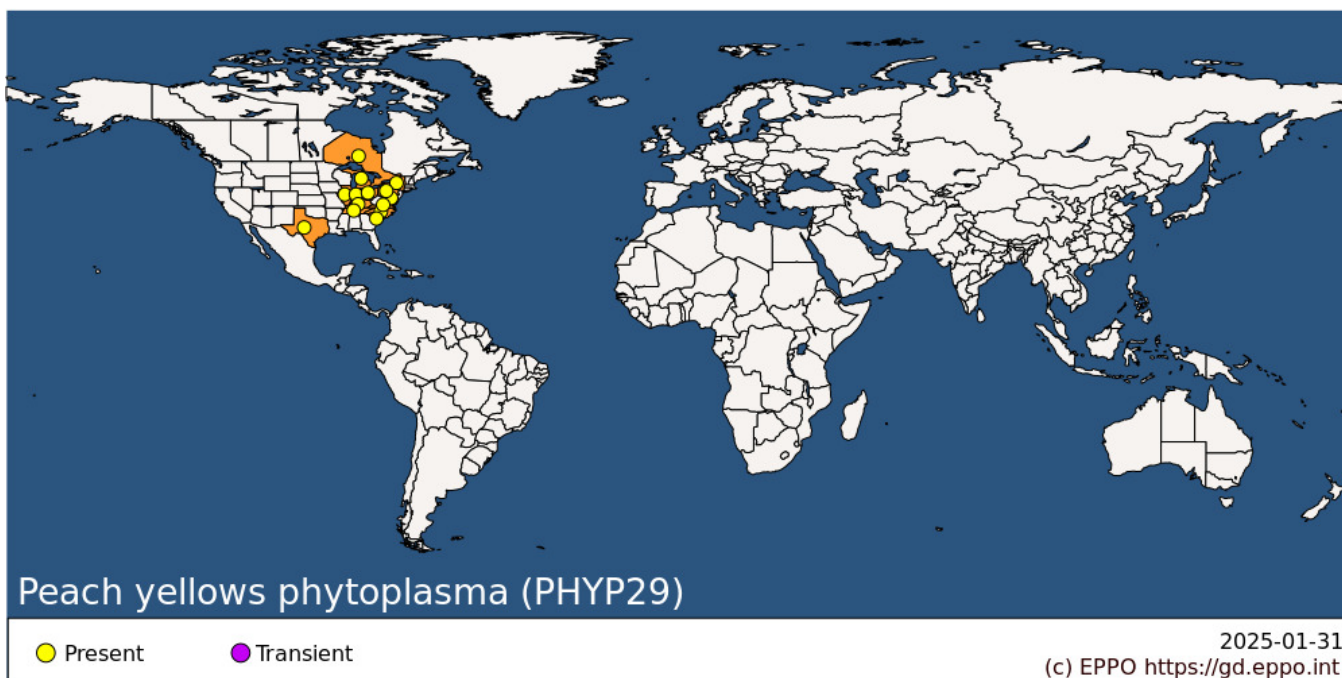 Peach yellows phytoplasma (PHYP29)
Present
Transient
2025-01-31
(c) EPPO https://gd.eppo.int